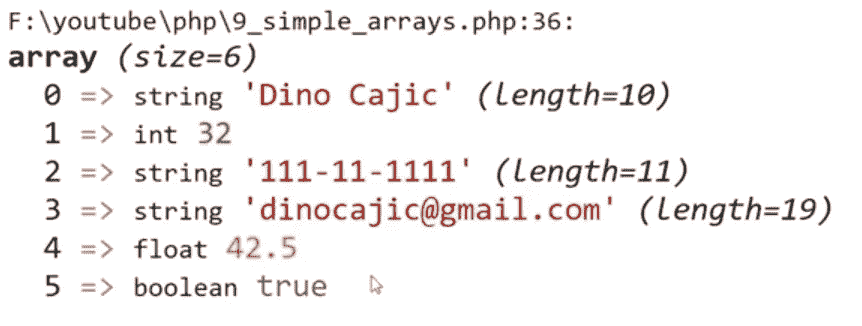 F:\youtube\php\9_simple_arrays.php:36:
array (size=6)
0 => string 'Dino Cajic' (length=10)
1 => int 32
2 => string '111-11-1111' (length=11)
3 => string 'dinocajic@gmail.com' (length=19)
4 => float 42.5
5 => boolean true